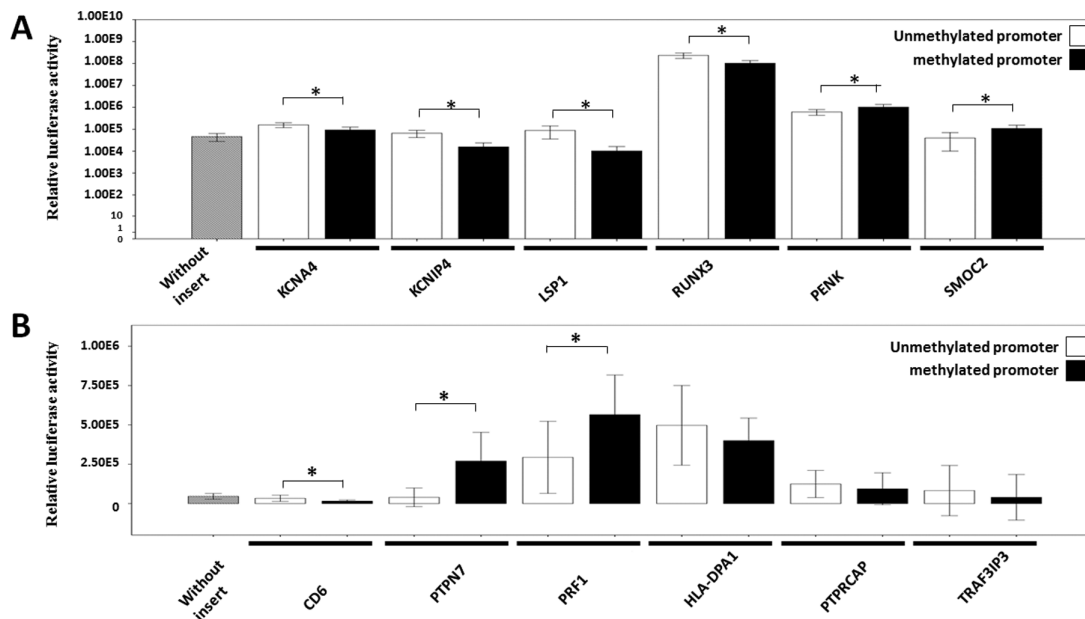 A
Relative luciferase activity
1.00E10
1.00E9
1.00E8
1.00E7
1.00E6
1.00E5
1.00E4
1.00E3
1.00E2
10
1
0
*
*
*
*
*
*
Unmethylated promoter
methylated promoter
Without
insert
KCNA4
KCNIP4
LSP1
RUNX3
PENK
SMOC2
B
Relative luciferase activity
1.00E6
7.50E5
5.00E5
2.50E5
0
*
*
*
Unmethylated promoter
methylated promoter
Without
insert
CD6
PTPN7
PRF1
HLA-DPA1
PTPRCAP
TRAF3IP3